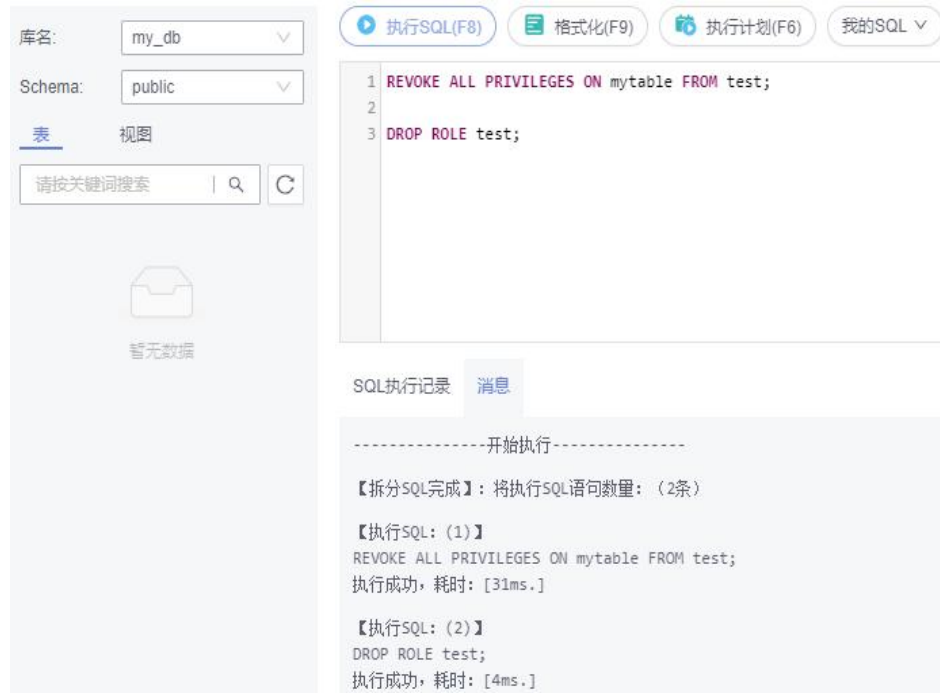 库名:
my_db
Schema:
public
表
视图
请按关键词搜索
暂无数据
执行SQL(F8)
格式化(F9)
执行计划(F6)
我的SQL
1 REVOKE ALL PRIVILEGES ON mytable FROM test;
2
3 DROP ROLE test;
SQL执行记录
消息
---------------开始执行---------------
【拆分SQL完成】: 将执行SQL语句数量: (2条)
【执行SQL: (1)】
REVOKE ALL PRIVILEGES ON mytable FROM test;
执行成功，耗时: [31ms.]
【执行SQL: (2)】
DROP ROLE test;
执行成功，耗时: [4ms.]